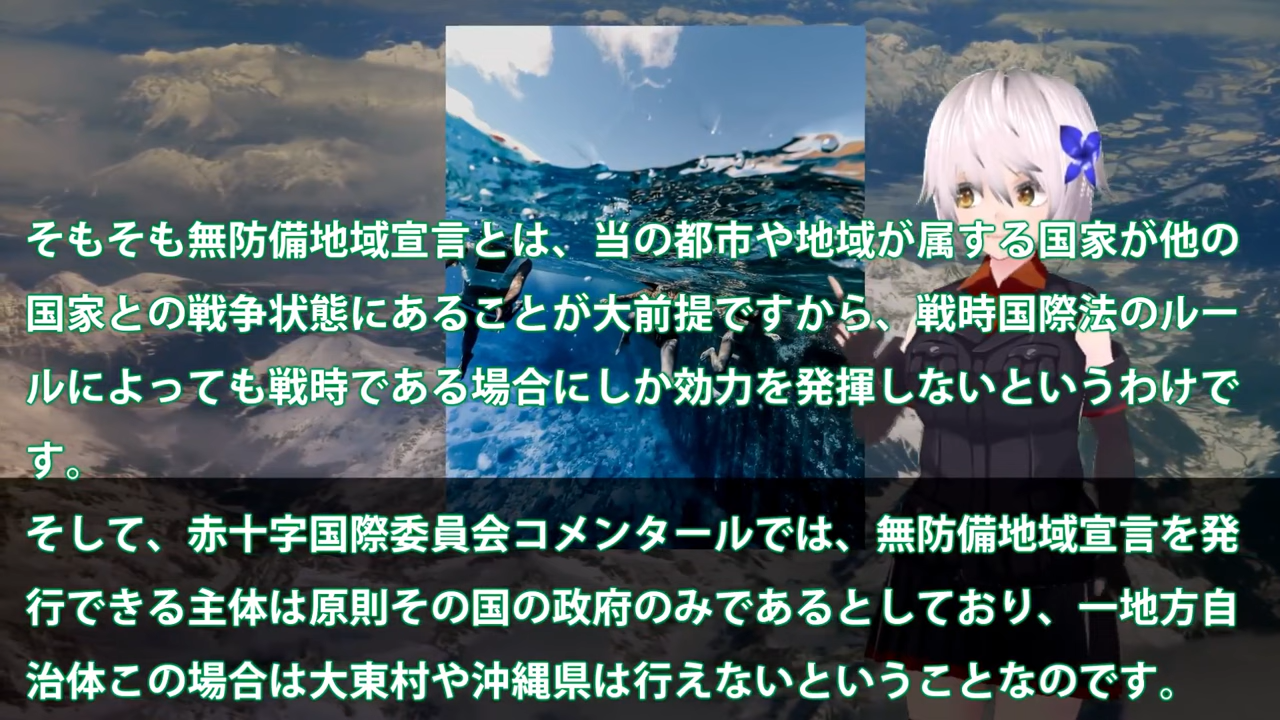 そもそも無防備地域宣言とは、当の都市や地域が属する国家が他の
国家との戦争状態にあることが大前提ですから、戦時国際法のルー
ルによっても戦時である場合にしか効力を発揮しないというわけで
す。
そして、赤十字国際委員会コメンタールでは、無防備地域宣言を発
行できる主体は原則その国の政府のみであるとしており、一地方自
治体この場合は大東村や沖縄県は行えないということなのです。